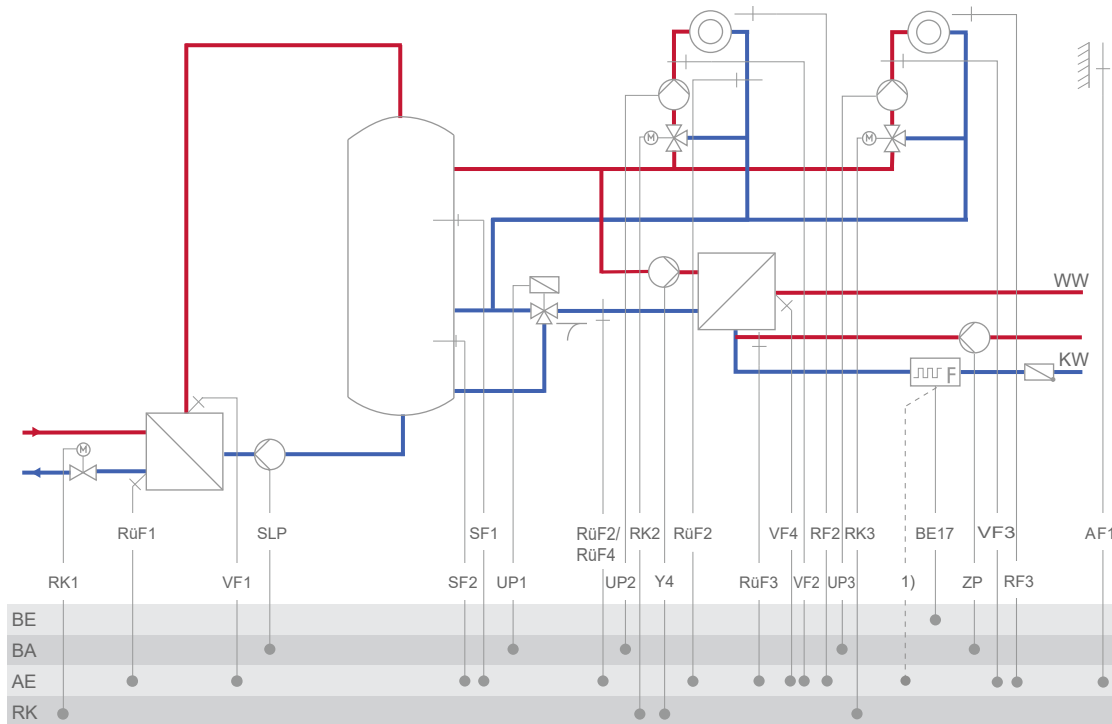 M
M
WW
KW
F
M
RüF1
SLP
SF1
RüF2/
RüF4
RK2
RüF2
VF4
RF2
RK3
BE17
VF3
AF1
RK1
VF1
SF2
UP1
UP2
Y4
RüF3
VF2
UP3
1)
ZP
RF3
BE
BA
AE
RK